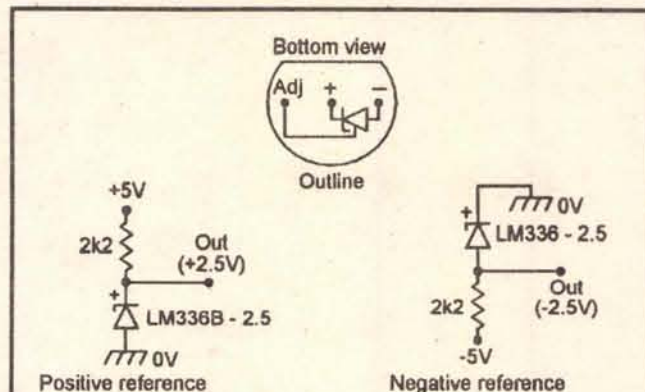 Bottom view
Adj + −
Outline
+5V
2k2
Out
(+2.5V)
+
LM336B - 2.5
0V
Positive reference
+
0V
LM336 - 2.5
Out
(-2.5V)
2k2
-5V
Negative reference